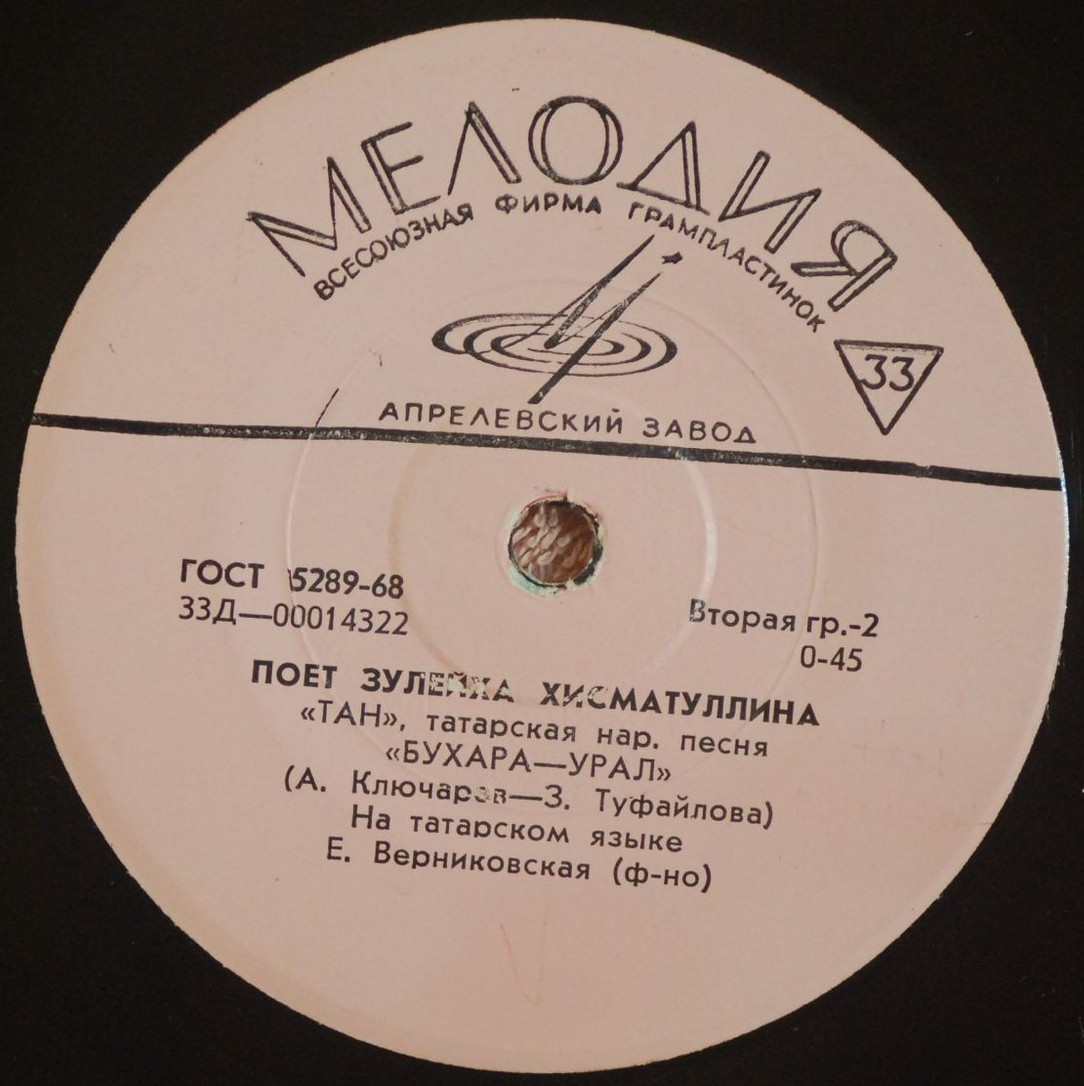 МЕЛОДИЯ
ВСЕСОЮЗНАЯ ФИРМА ГРАМПЛАСТИНОК
33
АПРЕЛЕВСКИЙ ЗАВОД
ГОСТ 5289-68
33Д—00014322
Вторая гр.-2
0-45
ПОЕТ ЗУЛЕЙХА ХИСМАТУЛЛИНА
«ТАН», татарская нар. песня
«БУХАРА—УРАЛ»
(А. Ключарев—З. Туфайлова)
На татарском языке
Е. Верниковская (ф-но)